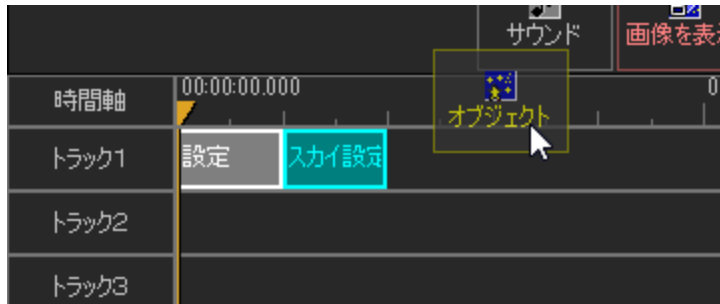 サウンド
画像を表
オブジェクト
時間軸
00:00:00.000
0
トラック1
設定
スカイ設定
トラック2
トラック3